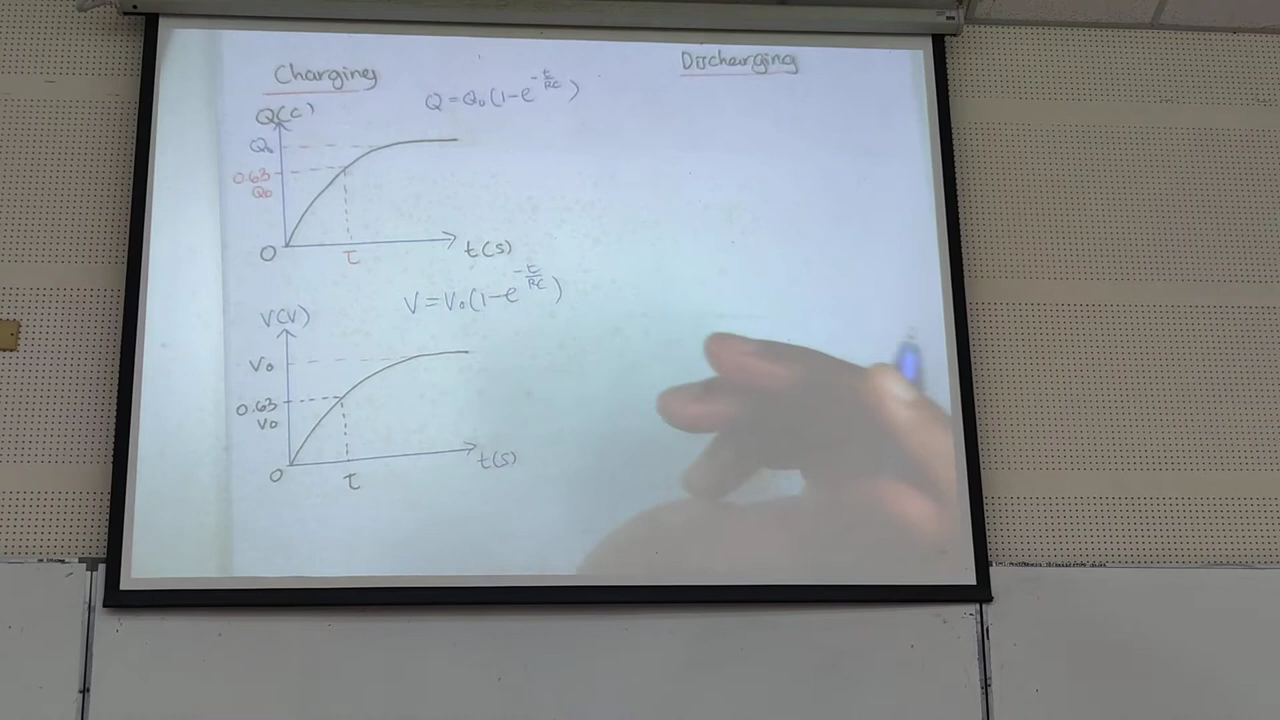 Charging
Q(C)
Q = Q₀(1-e^-t/RC)
Q₀
0.63
Q₀
0
τ
t(s)
V(V)
V = V₀(1-e^-t/RC)
V₀
0.63
V₀
0
τ
t(s)
Discharging